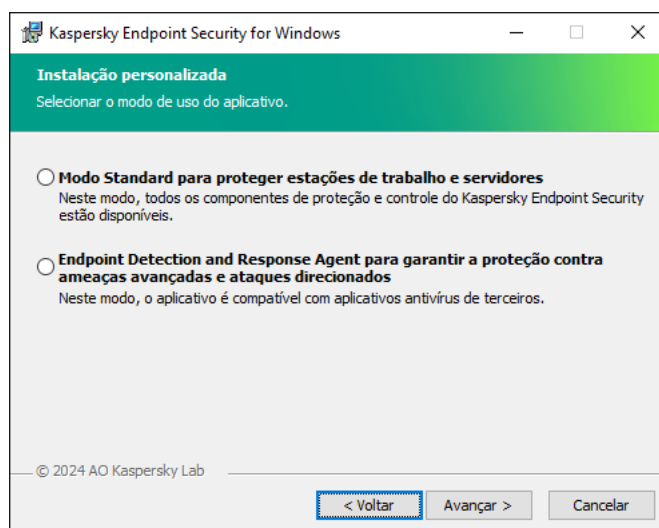 Kaspersky Endpoint Security for Windows
Instalação personalizada
Selecionar o modo de uso do aplicativo.
Modo Standard para proteger estações de trabalho e servidores
Neste modo, todos os componentes de proteção e controle do Kaspersky Endpoint Security
estão disponíveis.
Endpoint Detection and Response Agent para garantir a proteção contra
ameaças avançadas e ataques direcionados
Neste modo, o aplicativo é compatível com aplicativos antivírus de terceiros.
© 2024 AO Kaspersky Lab
< Voltar Avançar > Cancelar